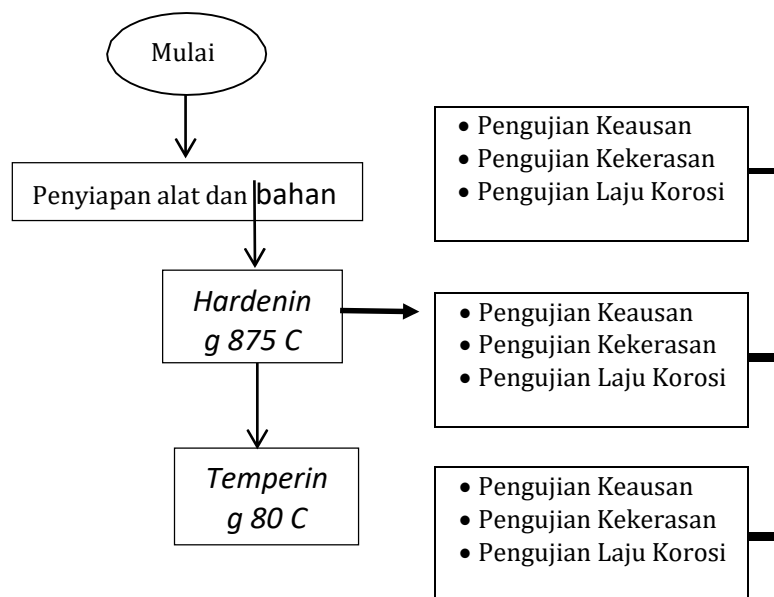 Mulai
Penyiapan alat dan bahan
Hardenin
g 875 C
Temperin
g 80 C
• Pengujian Keausan
• Pengujian Kekerasan
• Pengujian Laju Korosi
• Pengujian Keausan
• Pengujian Kekerasan
• Pengujian Laju Korosi
• Pengujian Keausan
• Pengujian Kekerasan
• Pengujian Laju Korosi